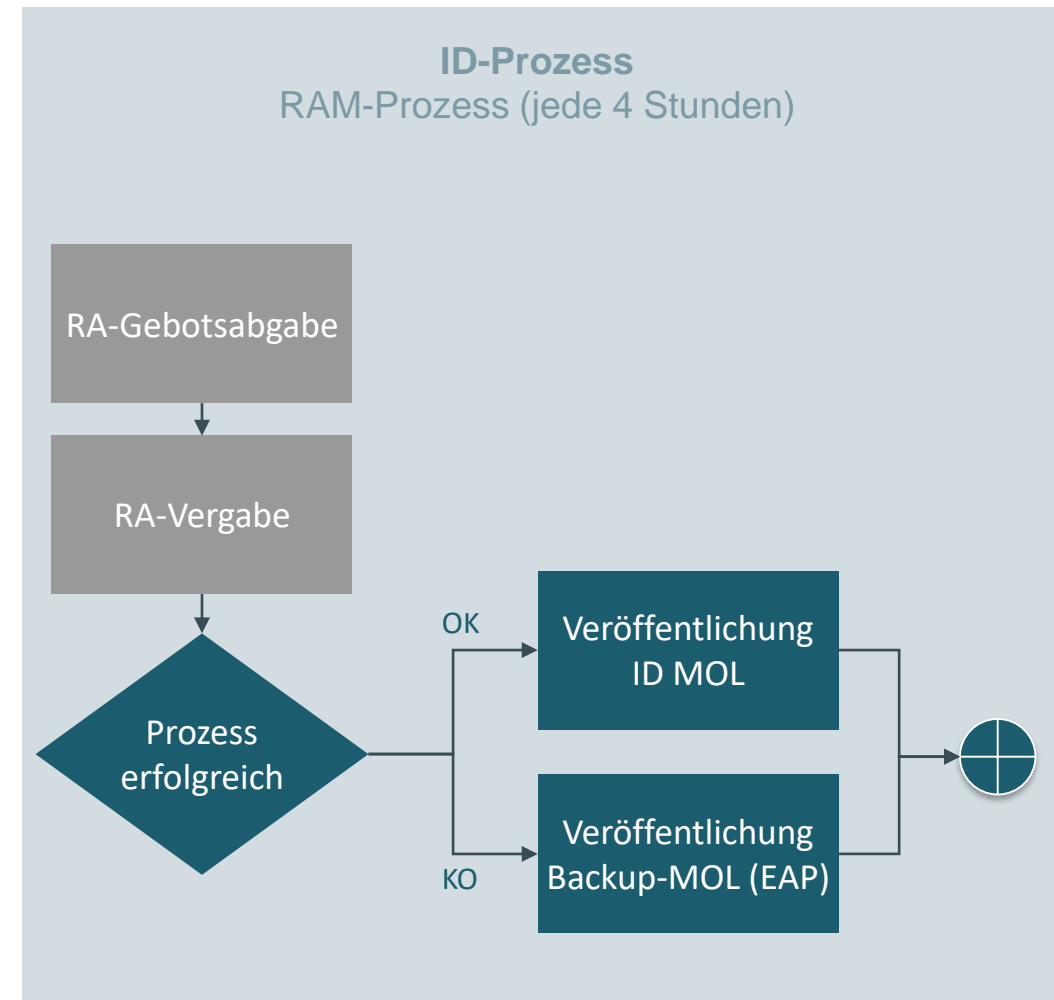 ID-Prozess
RAM-Prozess (jede 4 Stunden)
RA-Gebotsabgabe
RA-Vergabe
Prozess
erfolgreich
OK
Veröffentlichung
ID MOL
KO
Veröffentlichung
Backup-MOL (EAP)